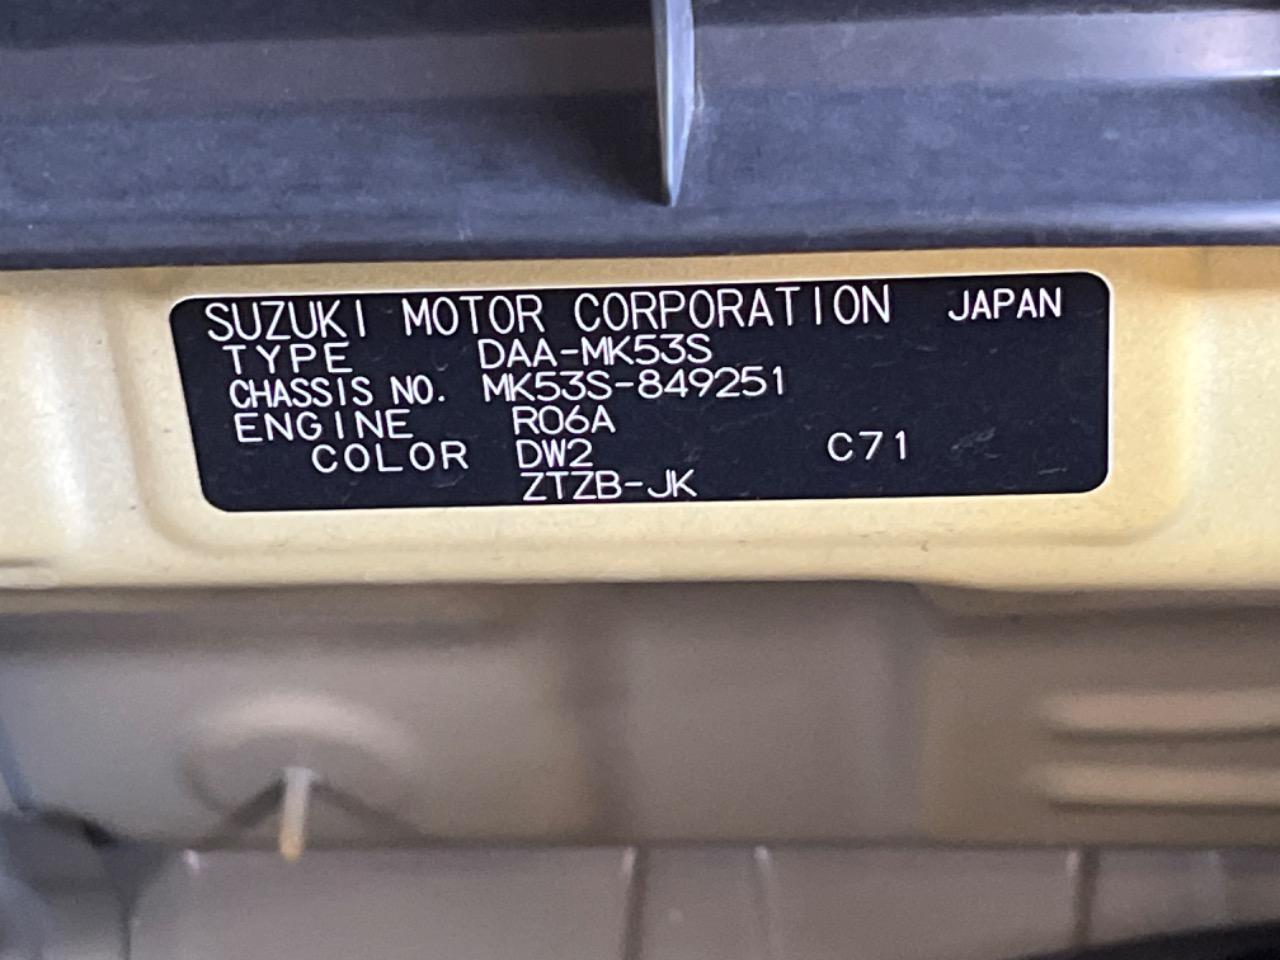 SUZUKI MOTOR CORPORATION JAPAN
TYPE DAA-MK53S
CHASSIS NO. MK53S-849251
ENGINE R06A
COLOR DW2 C71
ZTZB-JK